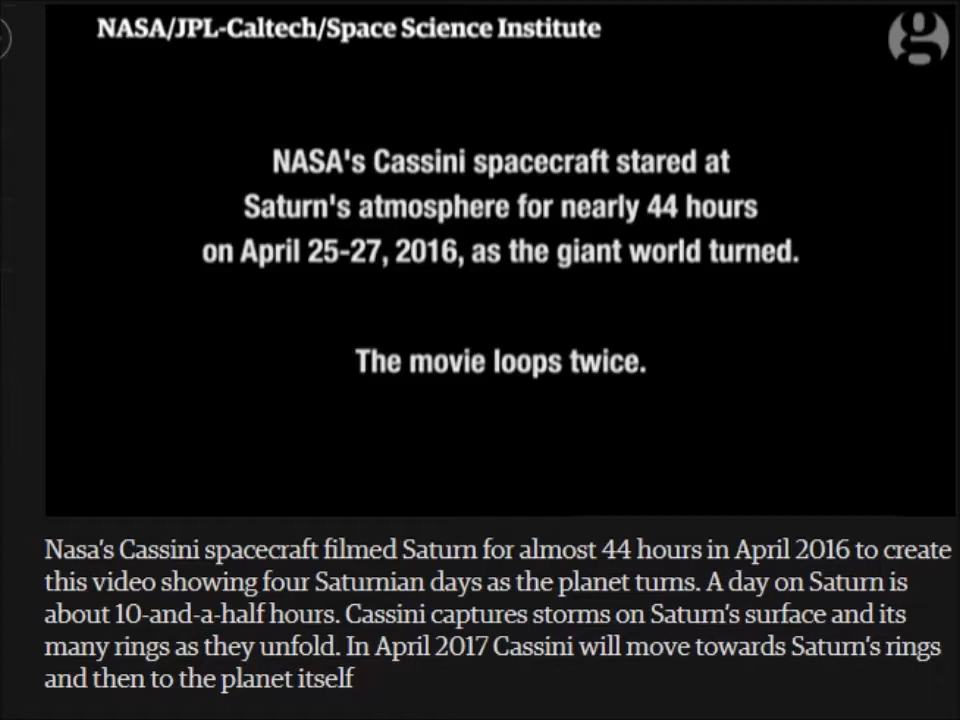 NASA/JPL-Caltech/Space Science Institute
NASA's Cassini spacecraft stared at
Saturn's atmosphere for nearly 44 hours
on April 25-27, 2016, as the giant world turned.
The movie loops twice.
Nasa's Cassini spacecraft filmed Saturn for almost 44 hours in April 2016 to create
this video showing four Saturnian days as the planet turns. A day on Saturn is
about 10-and-a-half hours. Cassini captures storms on Saturn's surface and its
many rings as they unfold. In April 2017 Cassini will move towards Saturn's rings
and then to the planet itself